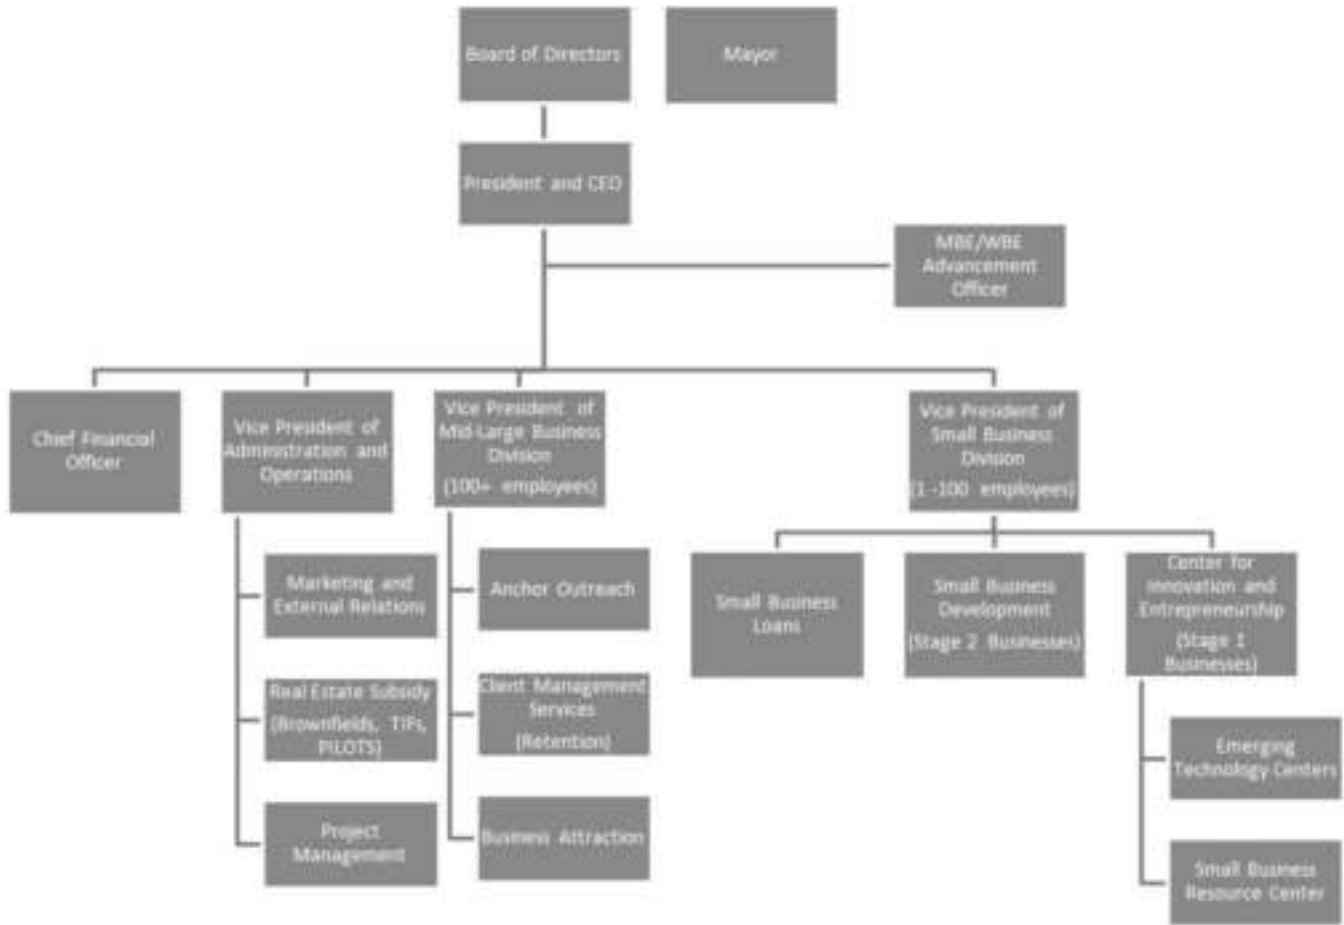 Board of Directors
Mayor
President and CEO
MBE/WBE
Advancement
Officer
Chief Financial
Officer
Vice President of
Administration and
Operations
Vice President of
Mid-Large Business
Division
(100+ employees)
Vice President of
Small Business
Division
(1 -100 employees)
Marketing and
External Relations
Real Estate Subsidy
(Brownfields, TIFs,
PILOTS)
Project
Management
Anchor Outreach
Client Management
Services
(Retention)
Business Attraction
Small Business
Loans
Small Business
Development
(Stage 2 Businesses)
Center for
Innovation and
Entrepreneurship
(Stage 1
Businesses)
Emerging
Technology Centers
Small Business
Resource Center